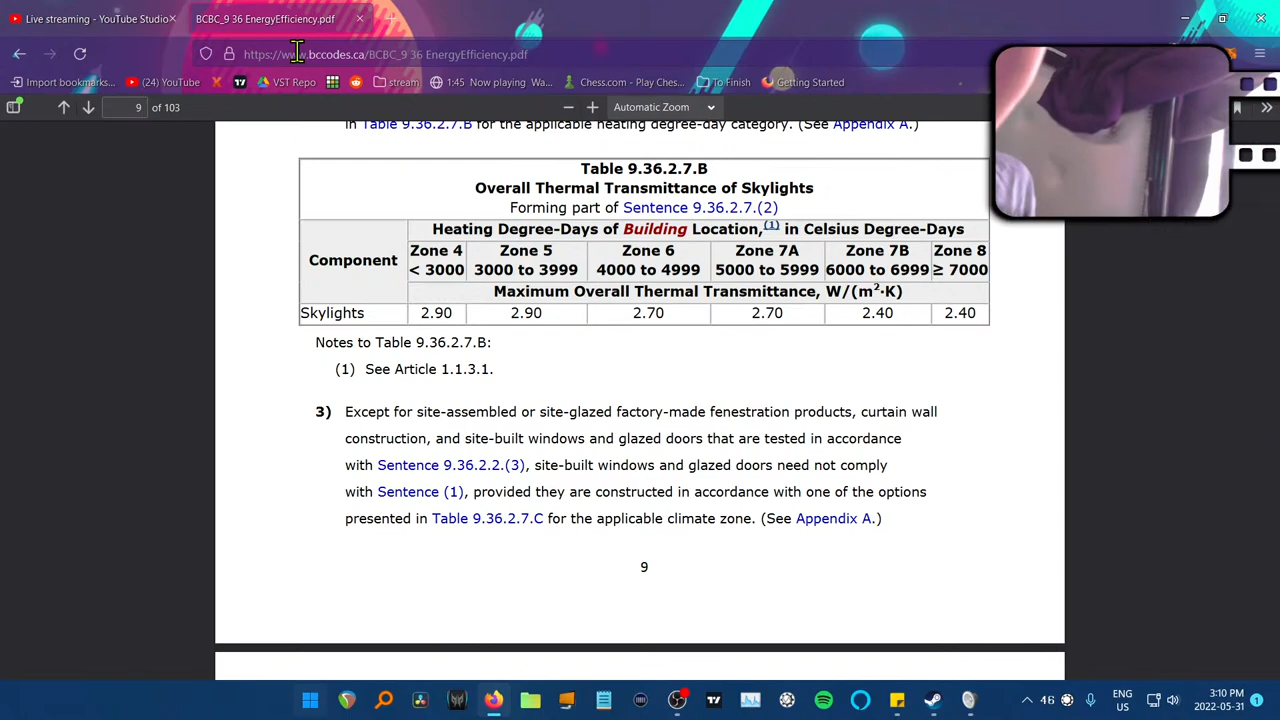 Live streaming - YouTube Studio
BCBC_9 36 EnergyEfficiency.pdf
https://www.bccodes.ca/BCBC_9 36 EnergyEfficiency.pdf
Import bookmarks...
(24) YouTube
VST Repo
stream
1:45 Now playing Wa...
Chess.com - Play Ches...
To Finish
Getting Started
9 of 103
Automatic Zoom
in Table 9.36.2.7.B for the applicable heating degree-day category. (See Appendix A.)
Table 9.36.2.7.B
Overall Thermal Transmittance of Skylights
Forming part of Sentence 9.36.2.7.(2)
Component
Heating Degree-Days of Building Location,(1) in Celsius Degree-Days
Zone 4 Zone 5 Zone 6 Zone 7A Zone 7B Zone 8
< 3000 3000 to 3999 4000 to 4999 5000 to 5999 6000 to 6999 ≥ 7000
Maximum Overall Thermal Transmittance, W/(m²·K)
Skylights 2.90 2.90 2.70 2.70 2.40 2.40
Notes to Table 9.36.2.7.B:
(1) See Article 1.1.3.1.
3) Except for site-assembled or site-glazed factory-made fenestration products, curtain wall
construction, and site-built windows and glazed doors that are tested in accordance
with Sentence 9.36.2.2.(3), site-built windows and glazed doors need not comply
with Sentence (1), provided they are constructed in accordance with one of the options
presented in Table 9.36.2.7.C for the applicable climate zone. (See Appendix A.)
9
46
ENG
US
3:10 PM
2022-05-31
1